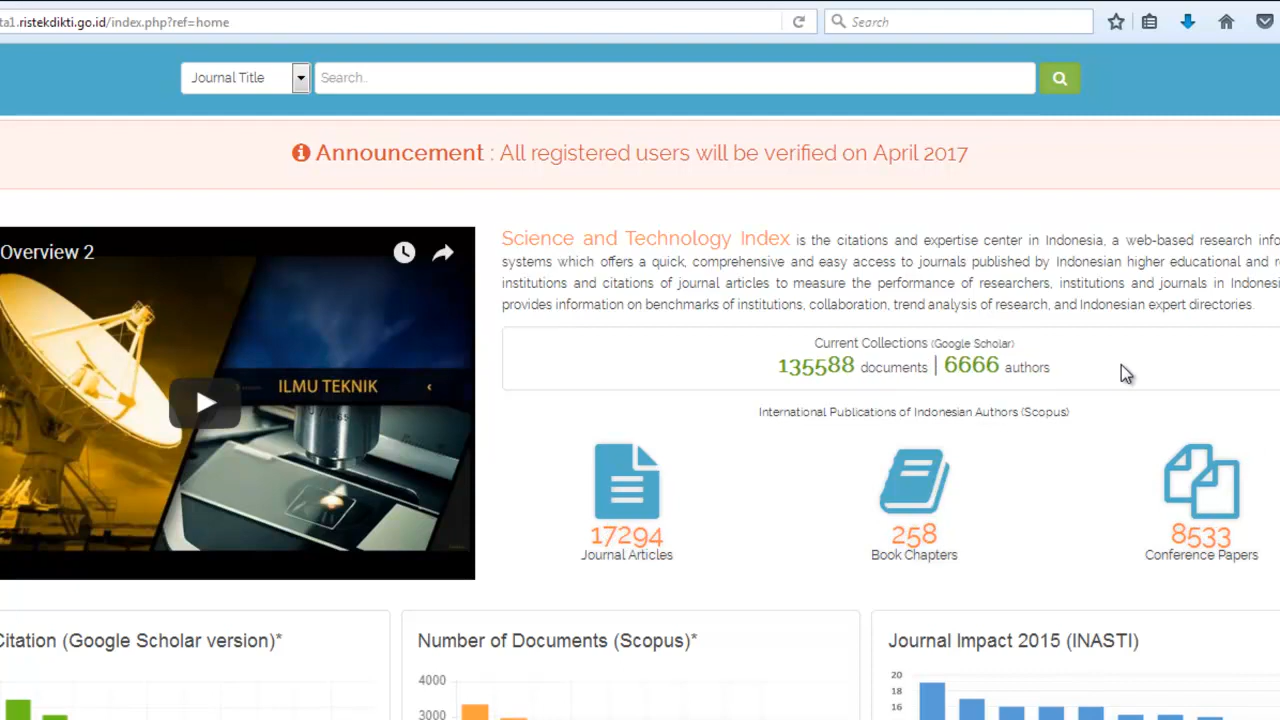 ta1.ristekdikti.go.id/index.php?ref=home
Search
Journal Title
Search..
Announcement : All registered users will be verified on April 2017
Overview 2
ILMU TEKNIK
Science and Technology Index is the citations and expertise center in Indonesia, a web-based research info
systems which offers a quick, comprehensive and easy access to journals published by Indonesian higher educational and re
institutions and citations of journal articles to measure the performance of researchers, institutions and journals in Indonesi
provides information on benchmarks of institutions, collaboration, trend analysis of research, and Indonesian expert directories.
Current Collections (Google Scholar)
135588 documents | 6666 authors
International Publications of Indonesian Authors (Scopus)
17294
Journal Articles
258
Book Chapters
8533
Conference Papers
Citation (Google Scholar version)*
Number of Documents (Scopus)*
4000
3000
Journal Impact 2015 (INASTI)
20
18
16